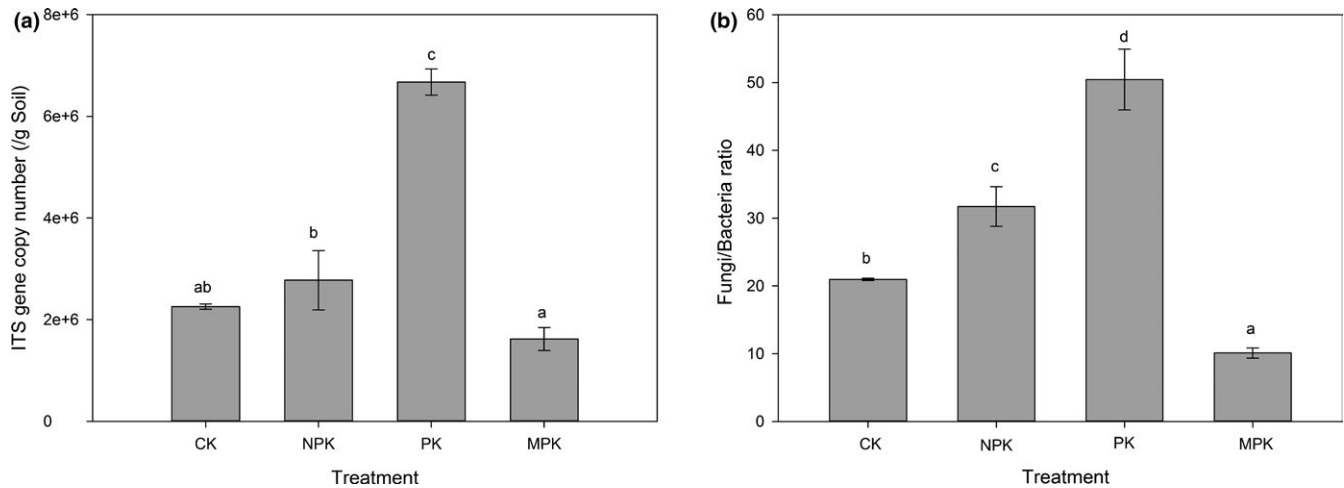 (a)
ITS gene copy number (/g Soil)
8e+6
6e+6
4e+6
2e+6
0
ab
b
c
a
CK NPK PK MPK
Treatment
(b)
Fungi/Bacteria ratio
60
50
40
30
20
10
0
b
c
d
a
CK NPK PK MPK
Treatment